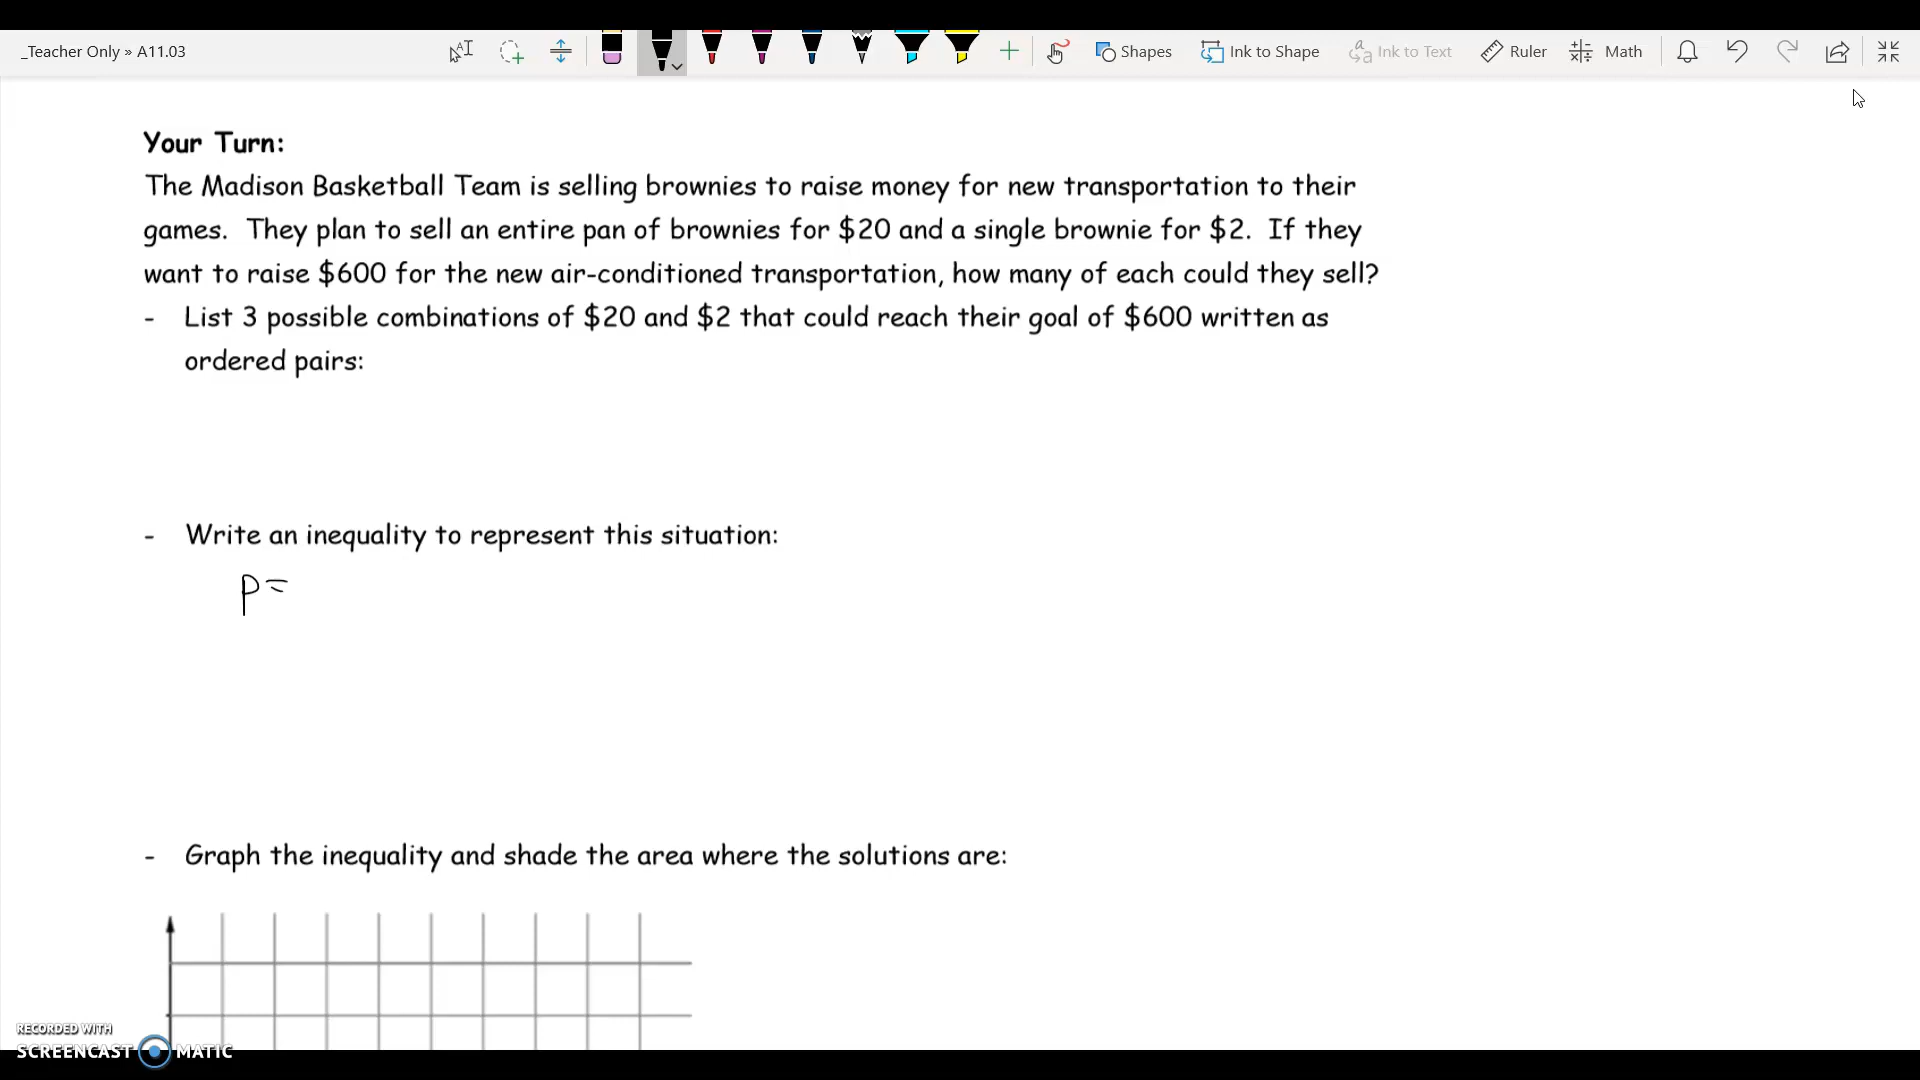 _Teacher Only » A11.03
Shapes Ink to Shape Ink to Text Ruler Math
Your Turn:
The Madison Basketball Team is selling brownies to raise money for new transportation to their
games. They plan to sell an entire pan of brownies for $20 and a single brownie for $2. If they
want to raise $600 for the new air-conditioned transportation, how many of each could they sell?
- List 3 possible combinations of $20 and $2 that could reach their goal of $600 written as
ordered pairs:
- Write an inequality to represent this situation:
p=
- Graph the inequality and shade the area where the solutions are:
RECORDED WITH
SCREENCAST MATIC